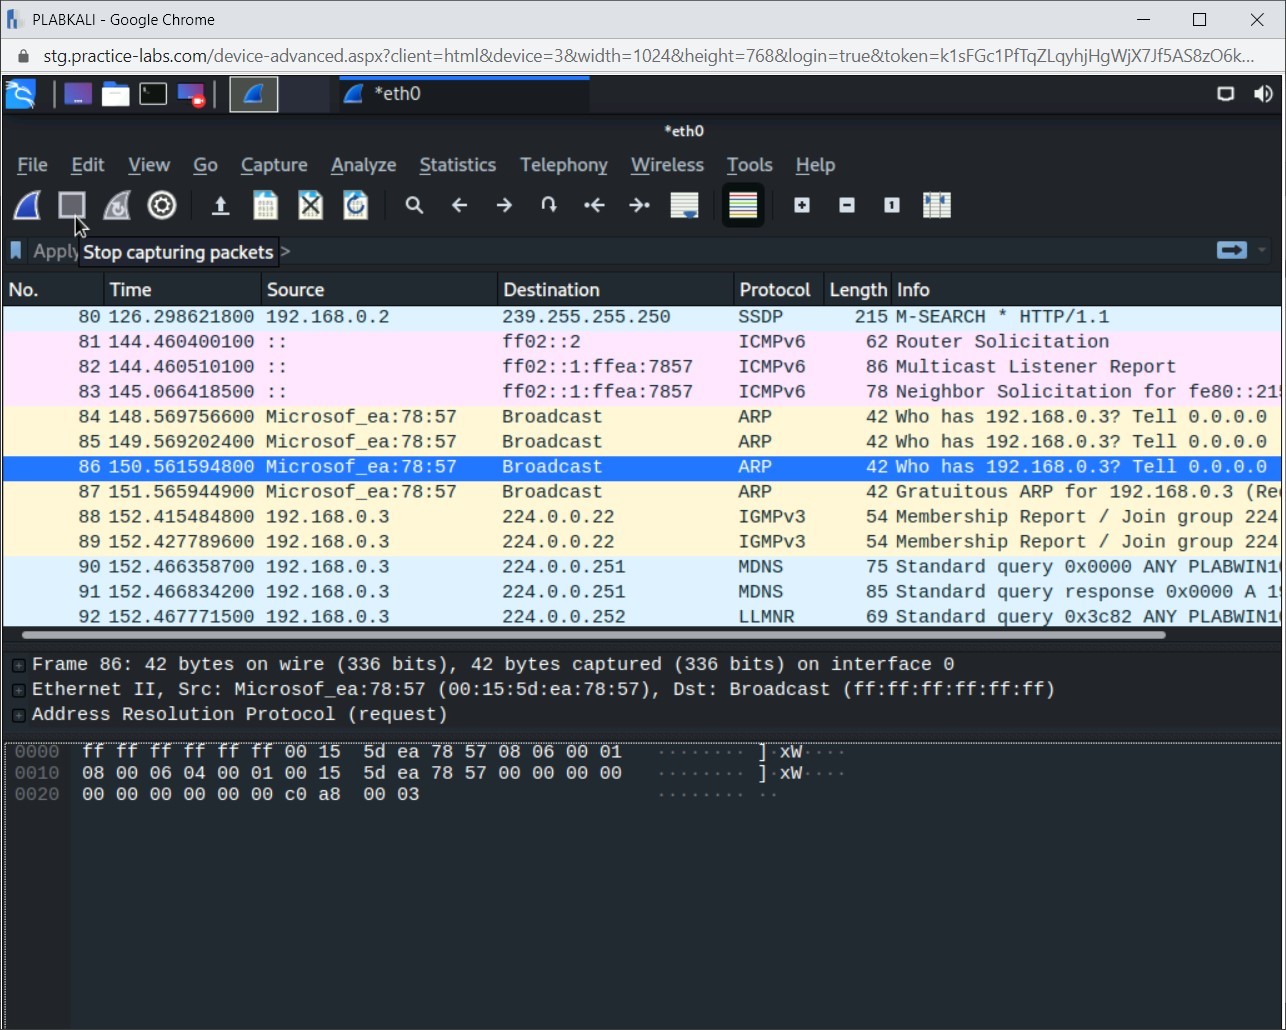 PLABKALI - Google Chrome
stg.practice-labs.com/device-advanced.aspx?client=html&device=3&width=1024&height=768&login=true&token=k1sFGc1PfTqZLqyhjHgWjX7Jf5AS8zO6k...
*eth0
*eth0
File Edit View Go Capture Analyze Statistics Telephony Wireless Tools Help
Apply Stop capturing packets >
No. Time Source Destination Protocol Length Info
80 126.298621800 192.168.0.2 239.255.255.250 SSDP 215 M-SEARCH * HTTP/1.1
81 144.460400100 :: ff02::2 ICMPv6 62 Router Solicitation
82 144.460510100 :: ff02::1:ffea:7857 ICMPv6 86 Multicast Listener Report
83 145.066418500 :: ff02::1:ffea:7857 ICMPv6 78 Neighbor Solicitation for fe80::215
84 148.569756600 Microsof_ea:78:57 Broadcast ARP 42 Who has 192.168.0.3? Tell 0.0.0.0
85 149.569202400 Microsof_ea:78:57 Broadcast ARP 42 Who has 192.168.0.3? Tell 0.0.0.0
86 150.561594800 Microsof_ea:78:57 Broadcast ARP 42 Who has 192.168.0.3? Tell 0.0.0.0
87 151.565944900 Microsof_ea:78:57 Broadcast ARP 42 Gratuitous ARP for 192.168.0.3 (Re
88 152.415484800 192.168.0.3 224.0.0.22 IGMPv3 54 Membership Report / Join group 224
89 152.427789600 192.168.0.3 224.0.0.22 IGMPv3 54 Membership Report / Join group 224
90 152.466358700 192.168.0.3 224.0.0.251 MDNS 75 Standard query 0x0000 ANY PLABWIN1
91 152.466834200 192.168.0.3 224.0.0.251 MDNS 85 Standard query response 0x0000 A 1
92 152.467771500 192.168.0.3 224.0.0.252 LLMNR 69 Standard query 0x3c82 ANY PLABWIN1
Frame 86: 42 bytes on wire (336 bits), 42 bytes captured (336 bits) on interface 0
Ethernet II, Src: Microsof_ea:78:57 (00:15:5d:ea:78:57), Dst: Broadcast (ff:ff:ff:ff:ff:ff)
Address Resolution Protocol (request)
0000 ff ff ff ff ff ff 00 15 5d ea 78 57 08 06 00 01 ········ ]·xW····
0010 08 00 06 04 00 01 00 15 5d ea 78 57 00 00 00 00 ········ ]·xW····
0020 00 00 00 00 00 00 c0 a8 00 03 ········ ··